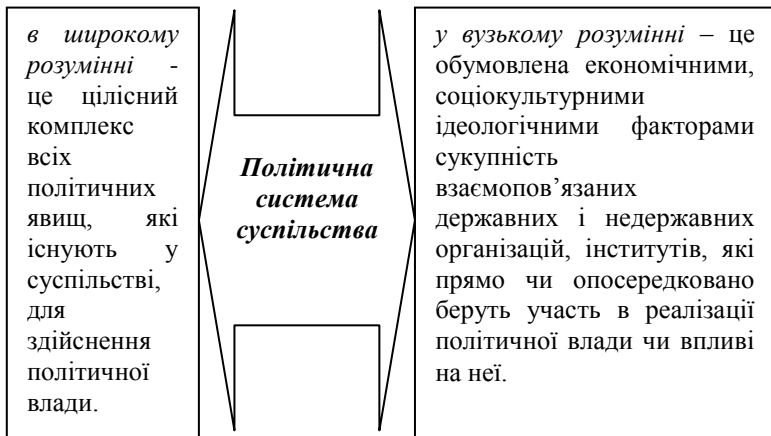 в широкому
розумінні -
це цілісний
комплекс
всіх
політичних
явищ, які
існують у
суспільстві,
для
здійснення
політичної
влади.
Політична
система
суспільства
у вузькому розумінні – це
обумовлена економічними,
соціокультурними
ідеологічними факторами
сукупність
взаємопов’язаних
державних і недержавних
організацій, інститутів, які
прямо чи опосередковано
беруть участь в реалізації
політичної влади чи впливі
на неї.